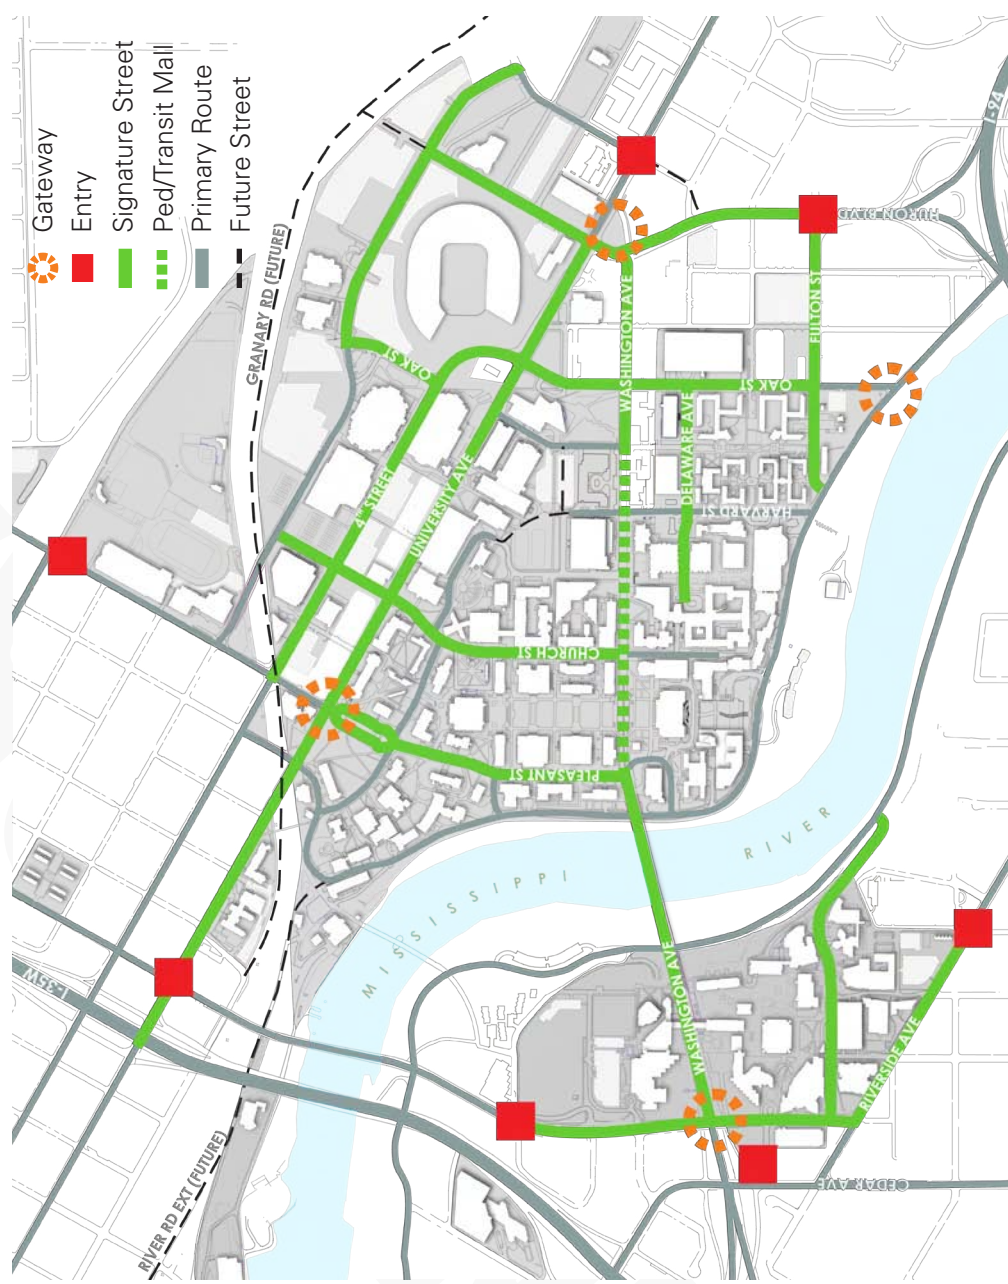 Gateway
Entry
Signature Street
Ped/Transit Mall
Primary Route
Future Street
GRANARY RD (FUTURE)
I-94
HURON BLVD
FULTON ST
WASHINGTON AVE
OAK ST
OAK ST
DELAWARE AVE
HARVARD ST
4TH STREET
UNIVERSITY AVE
CHURCH ST
PLEASANT ST
MISSISSIPPI
RIVER
I-35W
WASHINGTON AVE
RIVERSIDE AVE
CEDAR AVE
RIVER RD EXT (FUTURE)